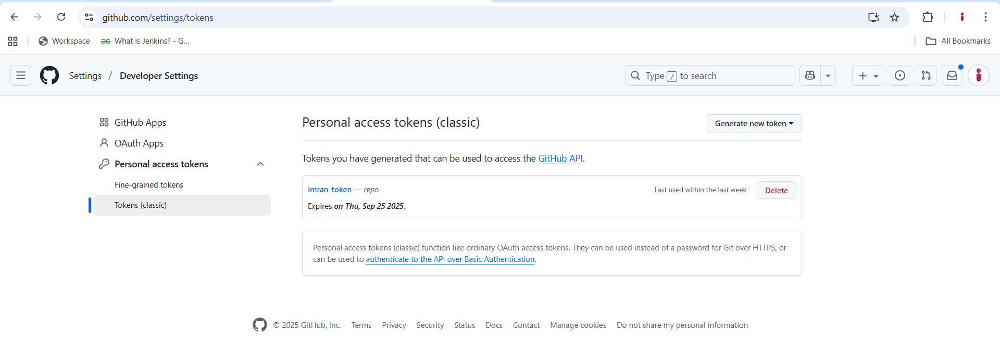 github.com/settings/tokens
Workspace What is Jenkins? - G... All Bookmarks
Settings / Developer Settings Type / to search
GitHub Apps
OAuth Apps
Personal access tokens
Fine-grained tokens
Tokens (classic)
Personal access tokens (classic) Generate new token
Tokens you have generated that can be used to access the GitHub API.
imran-token — repo Last used within the last week Delete
Expires on Thu, Sep 25 2025.
Personal access tokens (classic) function like ordinary OAuth access tokens. They can be used instead of a password for Git over HTTPS, or
can be used to authenticate to the API over Basic Authentication.
© 2025 GitHub, Inc. Terms Privacy Security Status Docs Contact Manage cookies Do not share my personal information